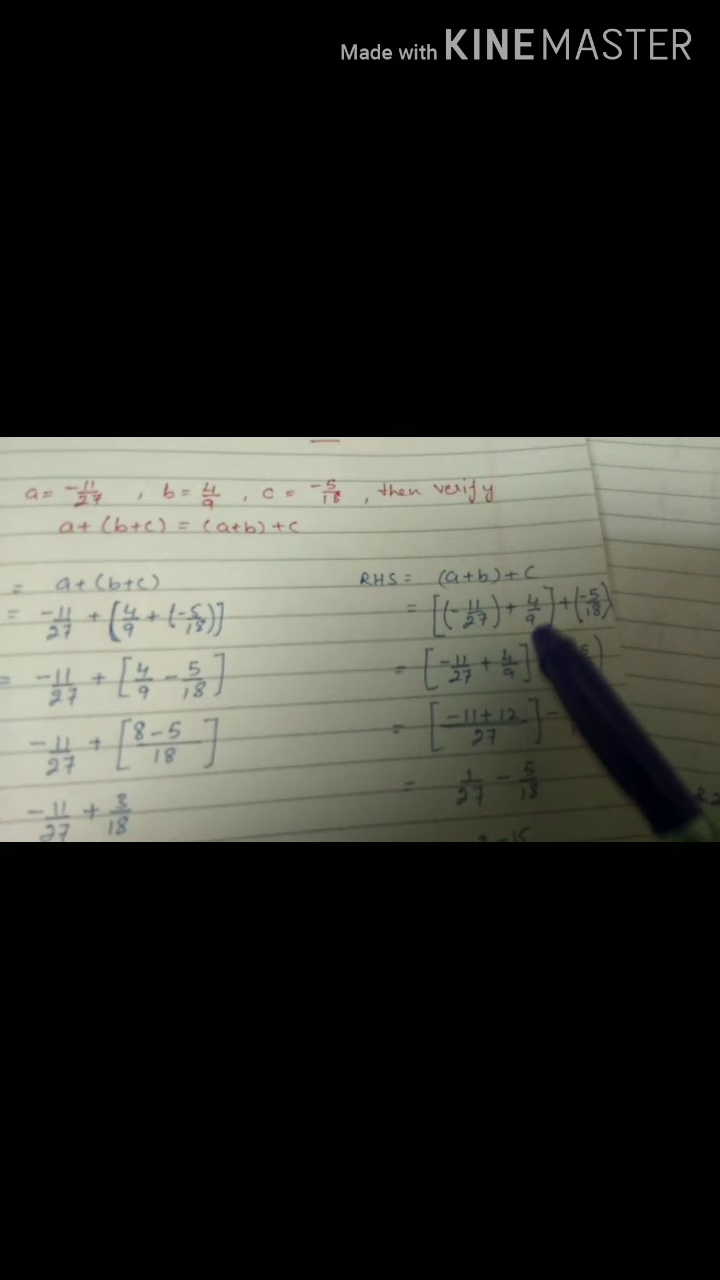 Made with KINEMASTER
a = -11/27 , b = 4/9 , c = -5/18 , then verify
a+(b+c) = (a+b)+c
= a+(b+c)
= -11/27 + [4/9 + (-5/18)]
= -11/27 + [4/9 - 5/18]
-11/27 + [8-5/18]
-11/27 + 3/18
RHS = (a+b)+c
= [(-11/27) + 4/9] + (-5/18)
= [-11/27 + 4/9]
= [-11+12/27] -
= 1/27 - 5/18
-15